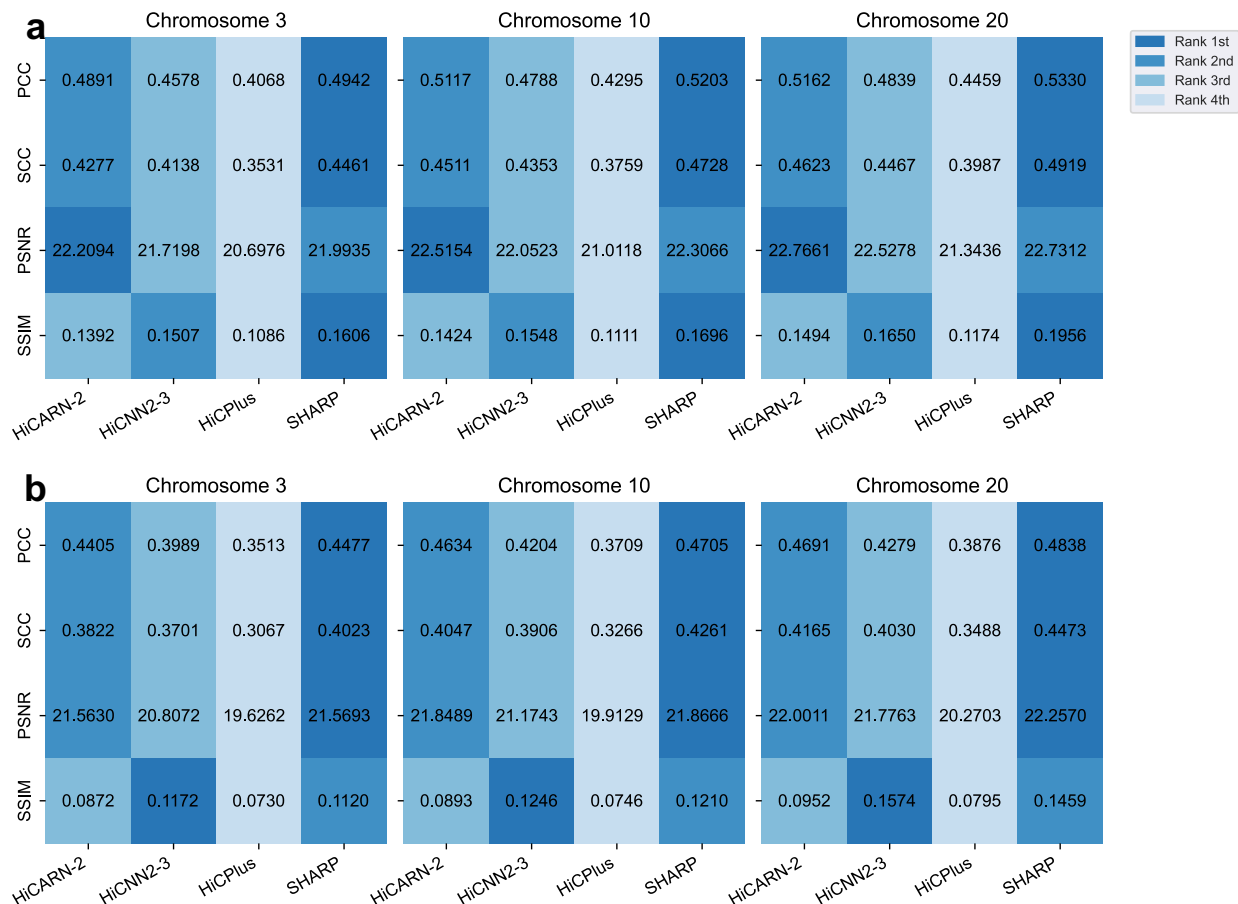 a
Chromosome 3 Chromosome 10 Chromosome 20
Rank 1st
Rank 2nd
Rank 3rd
Rank 4th
PCC 0.4891 0.4578 0.4068 0.4942 0.5117 0.4788 0.4295 0.5203 0.5162 0.4839 0.4459 0.5330
SCC 0.4277 0.4138 0.3531 0.4461 0.4511 0.4353 0.3759 0.4728 0.4623 0.4467 0.3987 0.4919
PSNR 22.2094 21.7198 20.6976 21.9935 22.5154 22.0523 21.0118 22.3066 22.7661 22.5278 21.3436 22.7312
SSIM 0.1392 0.1507 0.1086 0.1606 0.1424 0.1548 0.1111 0.1696 0.1494 0.1650 0.1174 0.1956
HiCARN-2 HiCNN2-3 HiCPlus SHARP HiCARN-2 HiCNN2-3 HiCPlus SHARP HiCARN-2 HiCNN2-3 HiCPlus SHARP
b
Chromosome 3 Chromosome 10 Chromosome 20
PCC 0.4405 0.3989 0.3513 0.4477 0.4634 0.4204 0.3709 0.4705 0.4691 0.4279 0.3876 0.4838
SCC 0.3822 0.3701 0.3067 0.4023 0.4047 0.3906 0.3266 0.4261 0.4165 0.4030 0.3488 0.4473
PSNR 21.5630 20.8072 19.6262 21.5693 21.8489 21.1743 19.9129 21.8666 22.0011 21.7763 20.2703 22.2570
SSIM 0.0872 0.1172 0.0730 0.1120 0.0893 0.1246 0.0746 0.1210 0.0952 0.1574 0.0795 0.1459
HiCARN-2 HiCNN2-3 HiCPlus SHARP HiCARN-2 HiCNN2-3 HiCPlus SHARP HiCARN-2 HiCNN2-3 HiCPlus SHARP